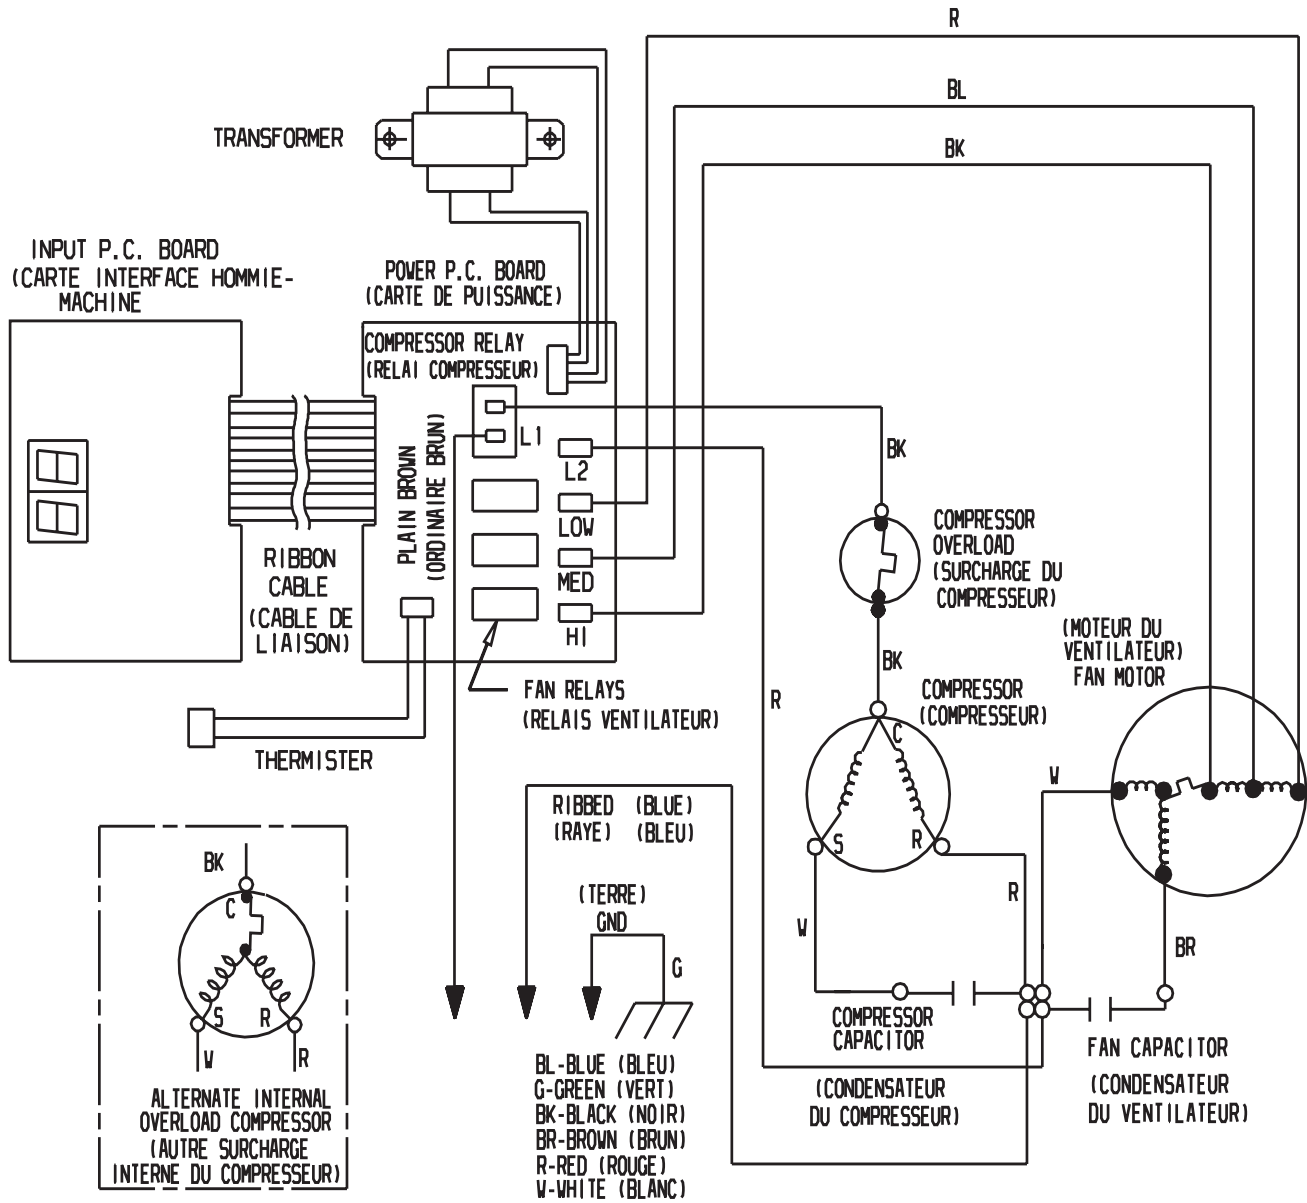 R
BL
BK
TRANSFORMER
INPUT P.C. BOARD
(CARTE INTERFACE HOMMIE-
MACHINE
POWER P.C. BOARD
(CARTE DE PUISSANCE)
COMPRESSOR RELAY
(RELAI COMPRESSEUR)
L1
L2
LOW
MED
HI
PLAIN BROWN
(ORDINAIRE BRUN)
RIBBON
CABLE
(CABLE DE
LIAISON)
FAN RELAYS
(RELAIS VENTILATEUR)
THERMISTER
BK
COMPRESSOR
OVERLOAD
(SURCHARGE DU
COMPRESSEUR)
BK
COMPRESSOR
(COMPRESSEUR)
C
S
R
(MOTEUR DU
VENTILATEUR)
FAN MOTOR
R
W
R
W
BR
RIBBED (BLUE)
(RAYE) (BLEU)
(TERRE)
GND
G
COMPRESSOR
CAPACITOR
(CONDENSATEUR
DU COMPRESSEUR)
FAN CAPACITOR
(CONDENSATEUR
DU VENTILATEUR)
BK
C
S
R
W
R
ALTERNATE INTERNAL
OVERLOAD COMPRESSOR
(AUTRE SURCHARGE
INTERNE DU COMPRESSEUR)
BL-BLUE (BLEU)
G-GREEN (VERT)
BK-BLACK (NOIR)
BR-BROWN (BRUN)
R-RED (ROUGE)
W-WHITE (BLANC)